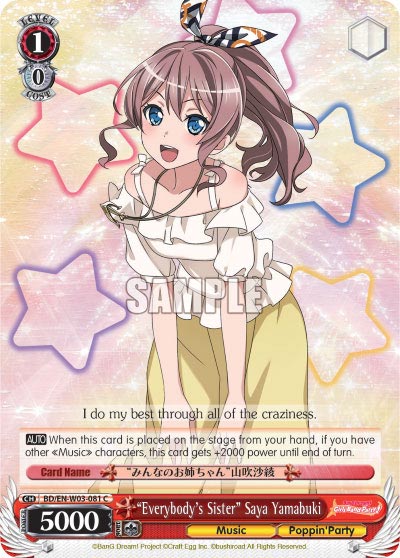 LEVEL
1
0
COST
SAMPLE
I do my best through all of the craziness.
AUTO When this card is placed on the stage from your hand, if you have
other «Music» characters, this card gets +2000 power until end of turn.
Card Name
"みんなのお姉ちゃん"山吹沙綾
CH BD/EN-W03-081 C
POWER
5000
"Everybody's Sister" Saya Yamabuki
Music
Poppin'Party
©BanG Dream! Project ©Craft Egg Inc. ©bushiroad All Rights Reserved.